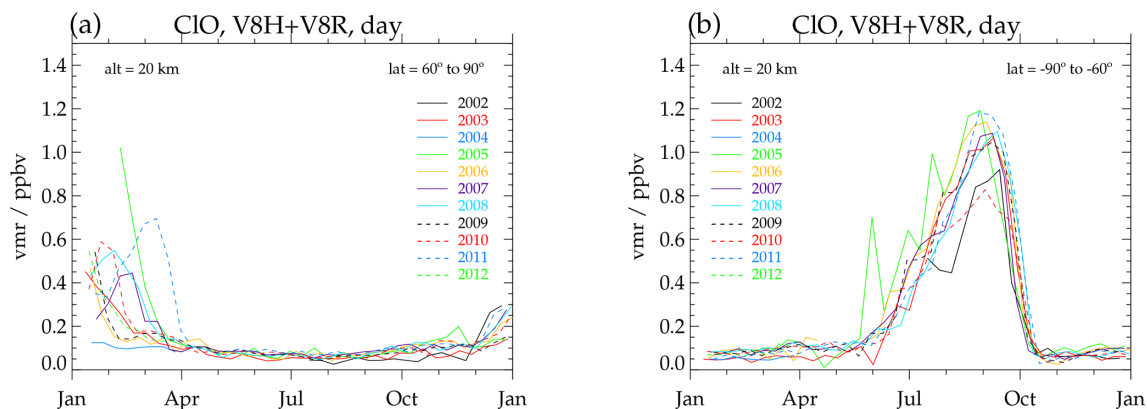 (a)
ClO, V8H+V8R, day
alt = 20 km
lat = 60° to 90°
vmr / ppbv
1.4
1.2
1.0
0.8
0.6
0.4
0.2
0.0
2002
2003
2004
2005
2006
2007
2008
2009
2010
2011
2012
Jan
Apr
Jul
Oct
Jan
(b)
ClO, V8H+V8R, day
alt = 20 km
lat = -90° to -60°
vmr / ppbv
1.4
1.2
1.0
0.8
0.6
0.4
0.2
0.0
2002
2003
2004
2005
2006
2007
2008
2009
2010
2011
2012
Jan
Apr
Jul
Oct
Jan